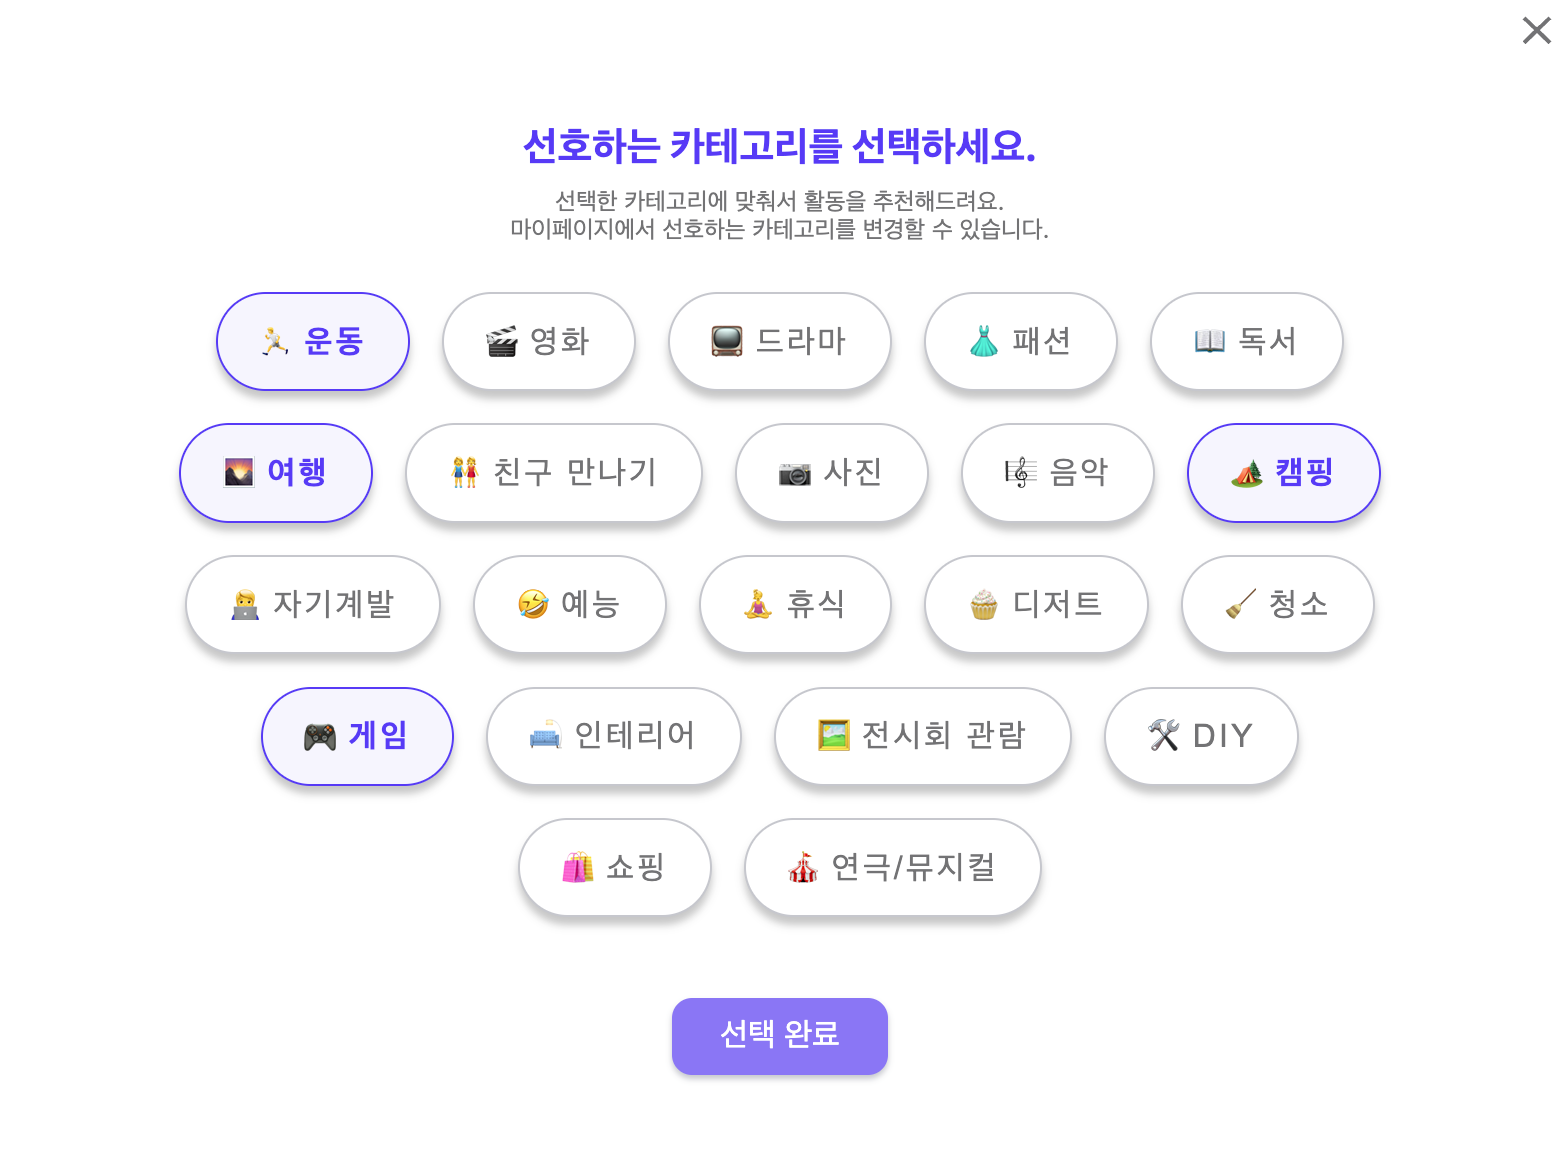 선호하는 카테고리를 선택하세요.
선택한 카테고리에 맞춰서 활동을 추천해드려요.
마이페이지에서 선호하는 카테고리를 변경할 수 있습니다.
운동 영화 드라마 패션 독서
여행 친구 만나기 사진 음악 캠핑
자기계발 예능 휴식 디저트 청소
게임 인테리어 전시회 관람 DIY
쇼핑 연극/뮤지컬
선택 완료